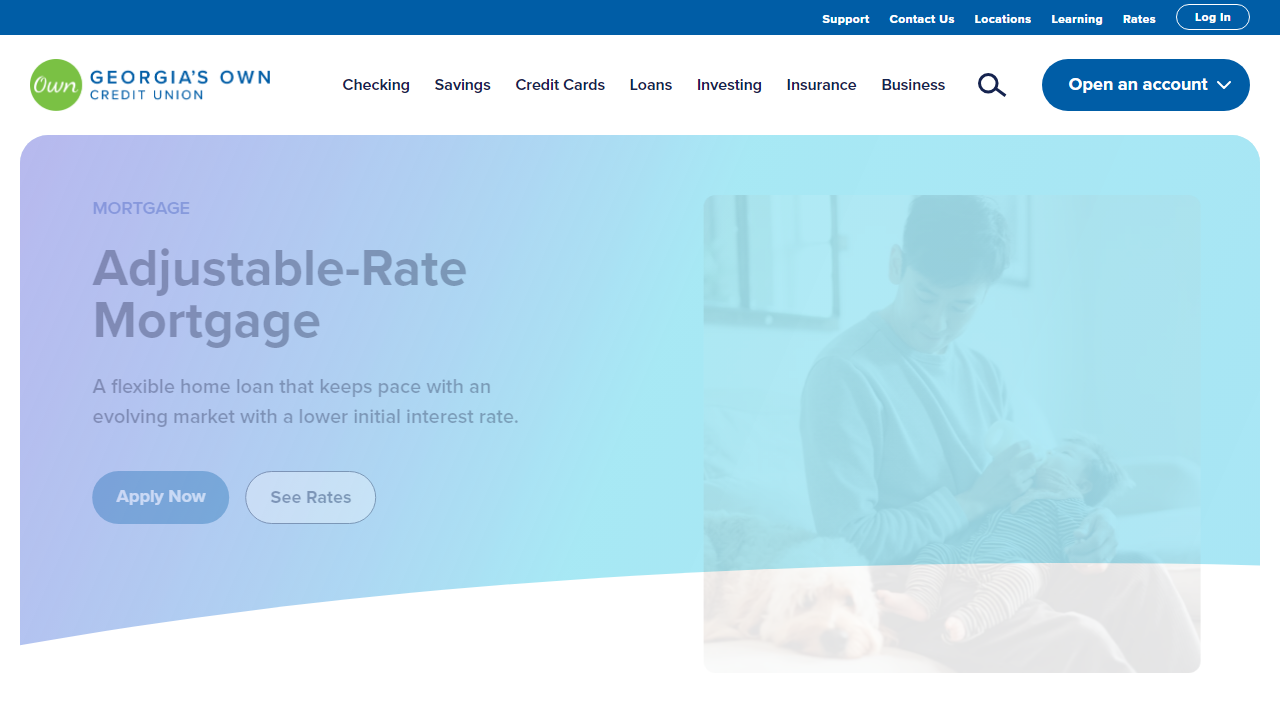 Support Contact Us Locations Learning Rates Log In
Own GEORGIA'S OWN
CREDIT UNION
Checking Savings Credit Cards Loans Investing Insurance Business Open an account
MORTGAGE
Adjustable-Rate
Mortgage
A flexible home loan that keeps pace with an
evolving market with a lower initial interest rate.
Apply Now See Rates